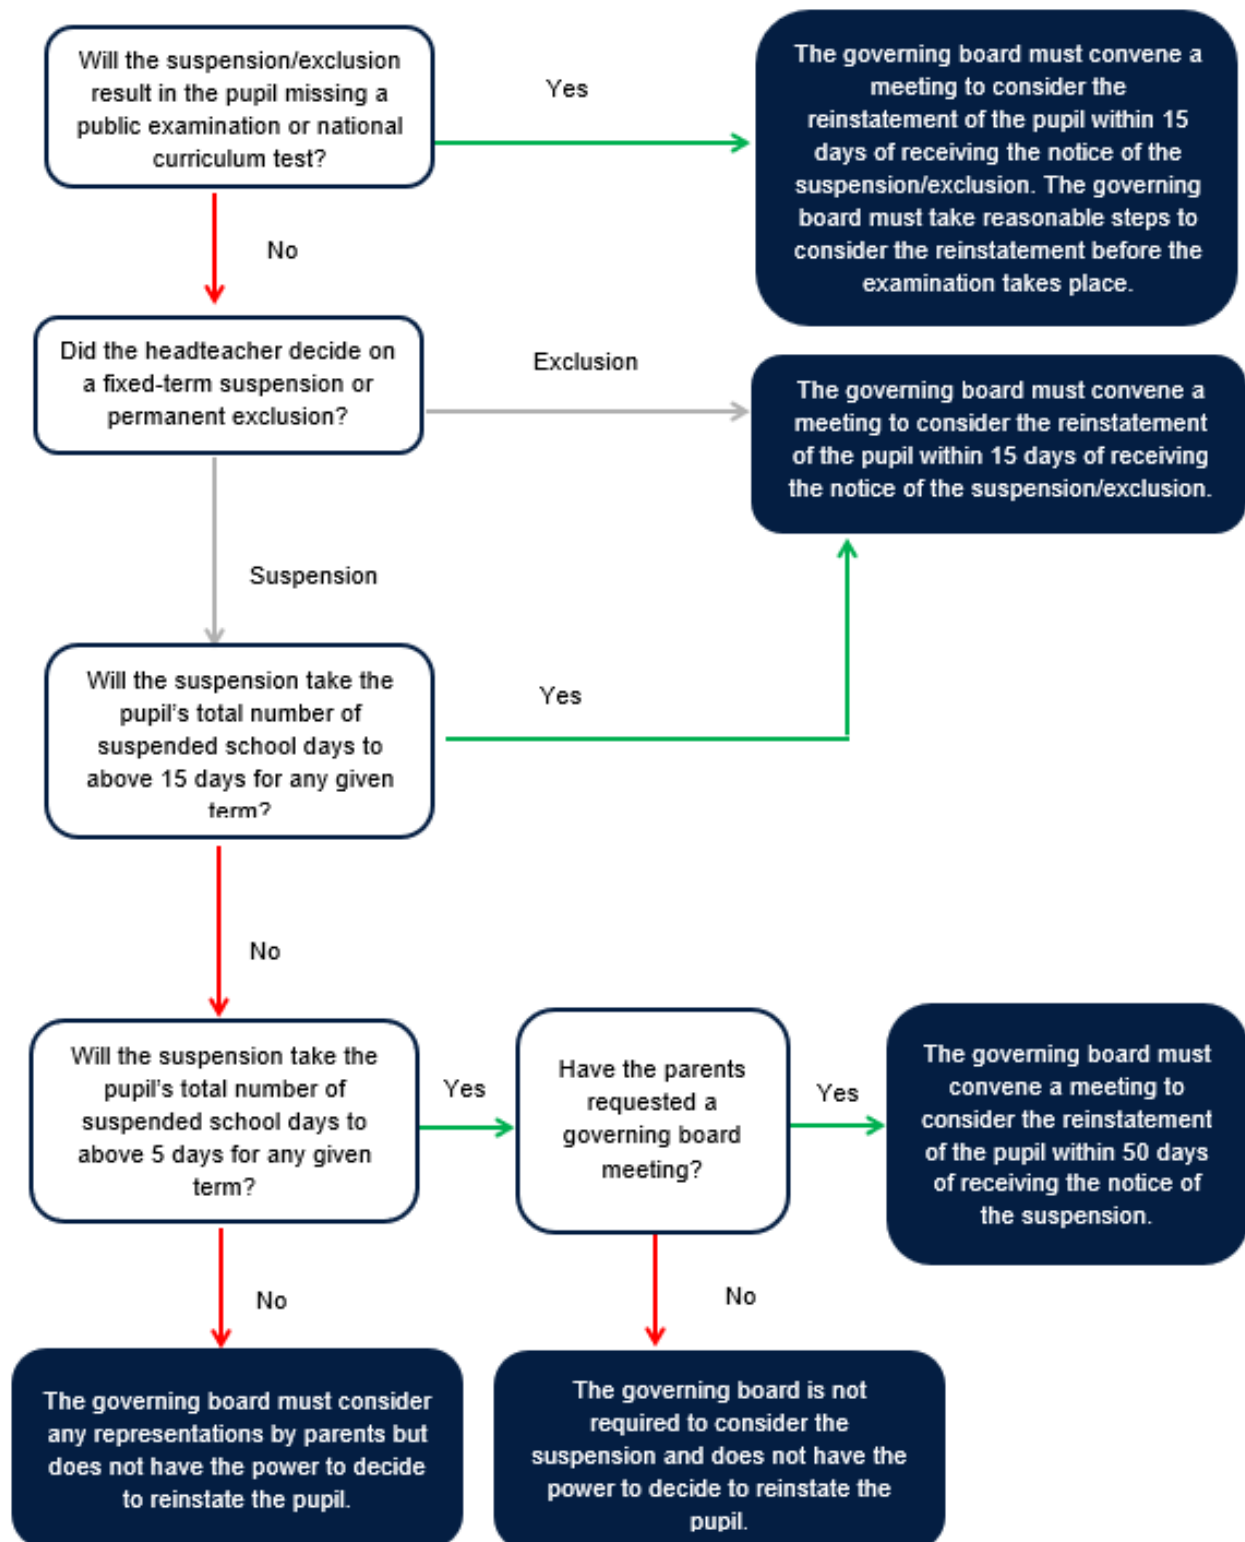 Will the suspension/exclusion
result in the pupil missing a
public examination or national
curriculum test?
Yes
The governing board must convene a
meeting to consider the
reinstatement of the pupil within 15
days of receiving the notice of the
suspension/exclusion. The governing
board must take reasonable steps to
consider the reinstatement before the
examination takes place.
No
Did the headteacher decide on
a fixed-term suspension or
permanent exclusion?
Exclusion
The governing board must convene a
meeting to consider the reinstatement
of the pupil within 15 days of receiving
the notice of the suspension/exclusion.
Suspension
Will the suspension take the
pupil's total number of
suspended school days to
above 15 days for any given
term?
Yes
No
Will the suspension take the
pupil's total number of
suspended school days to
above 5 days for any given
term?
Yes
Have the parents
requested a
governing board
meeting?
Yes
The governing board must
convene a meeting to
consider the reinstatement
of the pupil within 50 days
of receiving the notice of
the suspension.
No
No
The governing board must consider
any representations by parents but
does not have the power to decide
to reinstate the pupil.
The governing board is not
required to consider the
suspension and does not have the
power to decide to reinstate the
pupil.